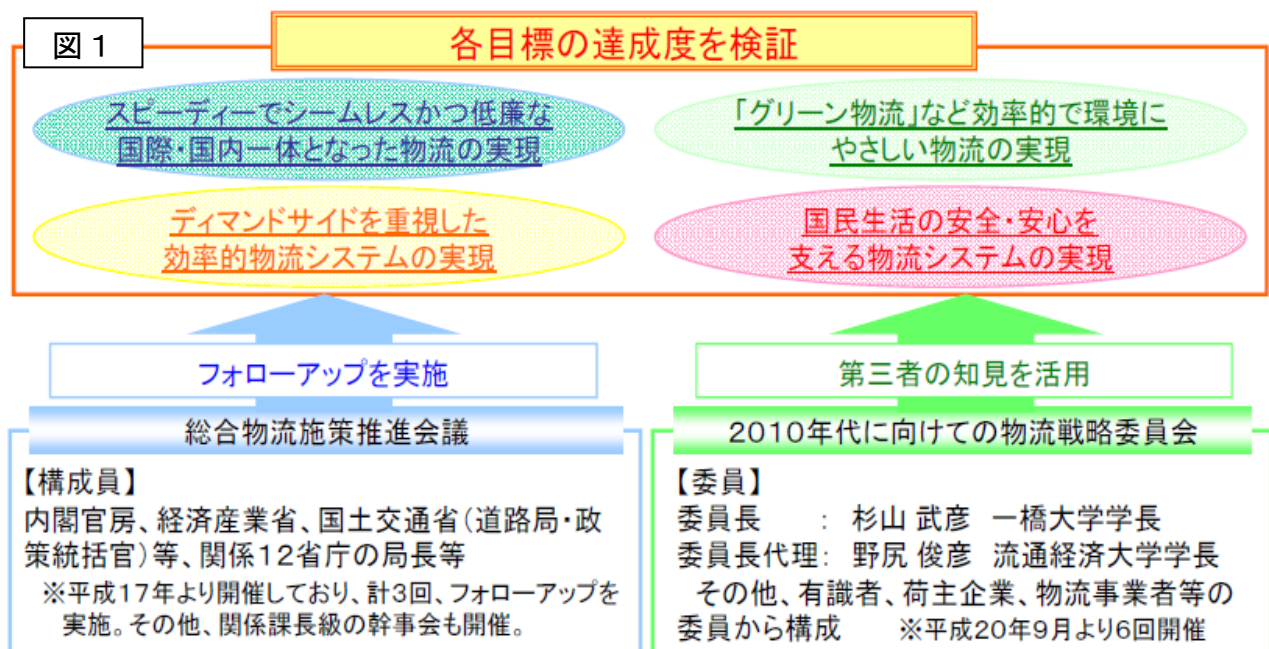 図1
各目標の達成度を検証
スピーディーでシームレスかつ低廉な
国際・国内一体となった物流の実現
「グリーン物流」など効率的で環境に
やさしい物流の実現
ディマンドサイドを重視した
効率的物流システムの実現
国民生活の安全・安心を
支える物流システムの実現
フォローアップを実施
総合物流施策推進会議
【構成員】
内閣官房、経済産業省、国土交通省(道路局・政
策統括官)等、関係12省庁の局長等
※平成17年より開催しており、計3回、フォローアップを
実施。その他、関係課長級の幹事会も開催。
第三者の知見を活用
2010年代に向けての物流戦略委員会
【委員】
委員長 : 杉山 武彦 一橋大学学長
委員長代理: 野尻 俊彦 流通経済大学学長
その他、有識者、荷主企業、物流事業者等の
委員から構成 ※平成20年9月より6回開催